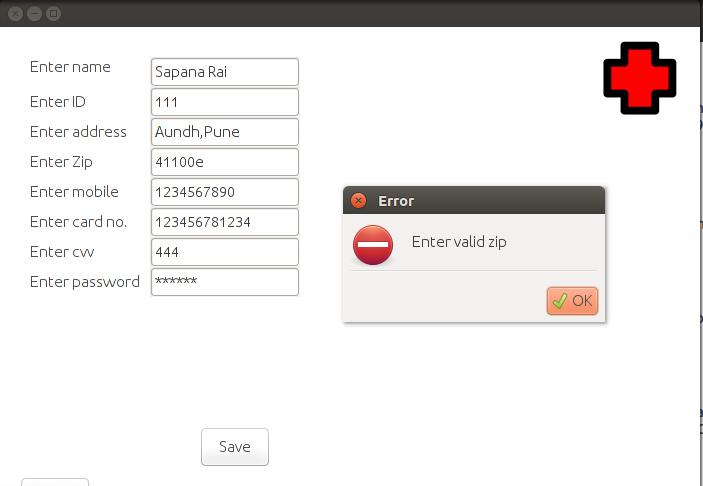 Enter name Sapana Rai
Enter ID 111
Enter address Aundh,Pune
Enter Zip 41100e
Enter mobile 1234567890
Enter card no. 123456781234
Enter cvv 444
Enter password ******
Error
Enter valid zip
OK
Save